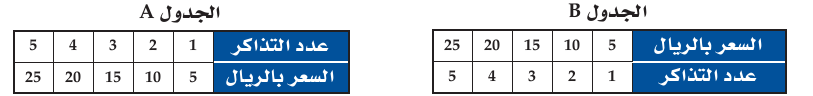 الجدول A
عدد التذاكر 1 2 3 4 5
السعر بالريال 5 10 15 20 25
الجدول B
السعر بالريال 5 10 15 20 25
عدد التذاكر 1 2 3 4 5